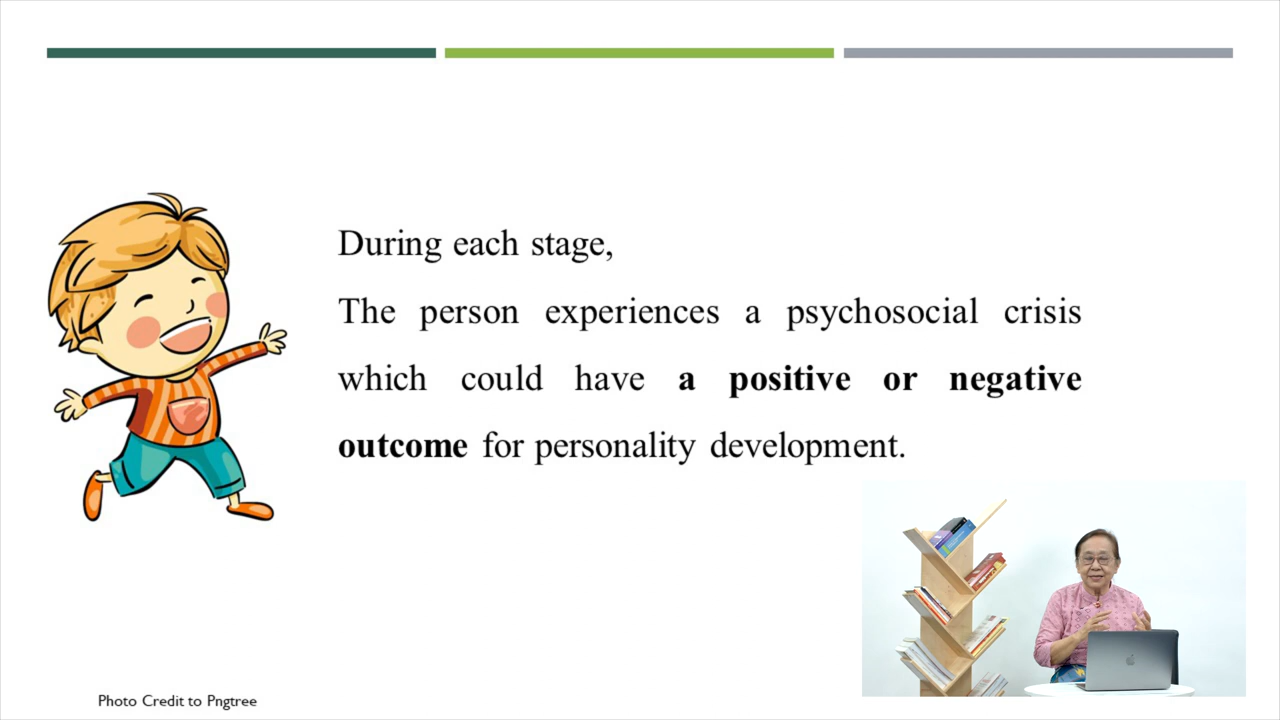 During each stage,
The person experiences a psychosocial crisis
which could have a positive or negative
outcome for personality development.
Photo Credit to Pngtree